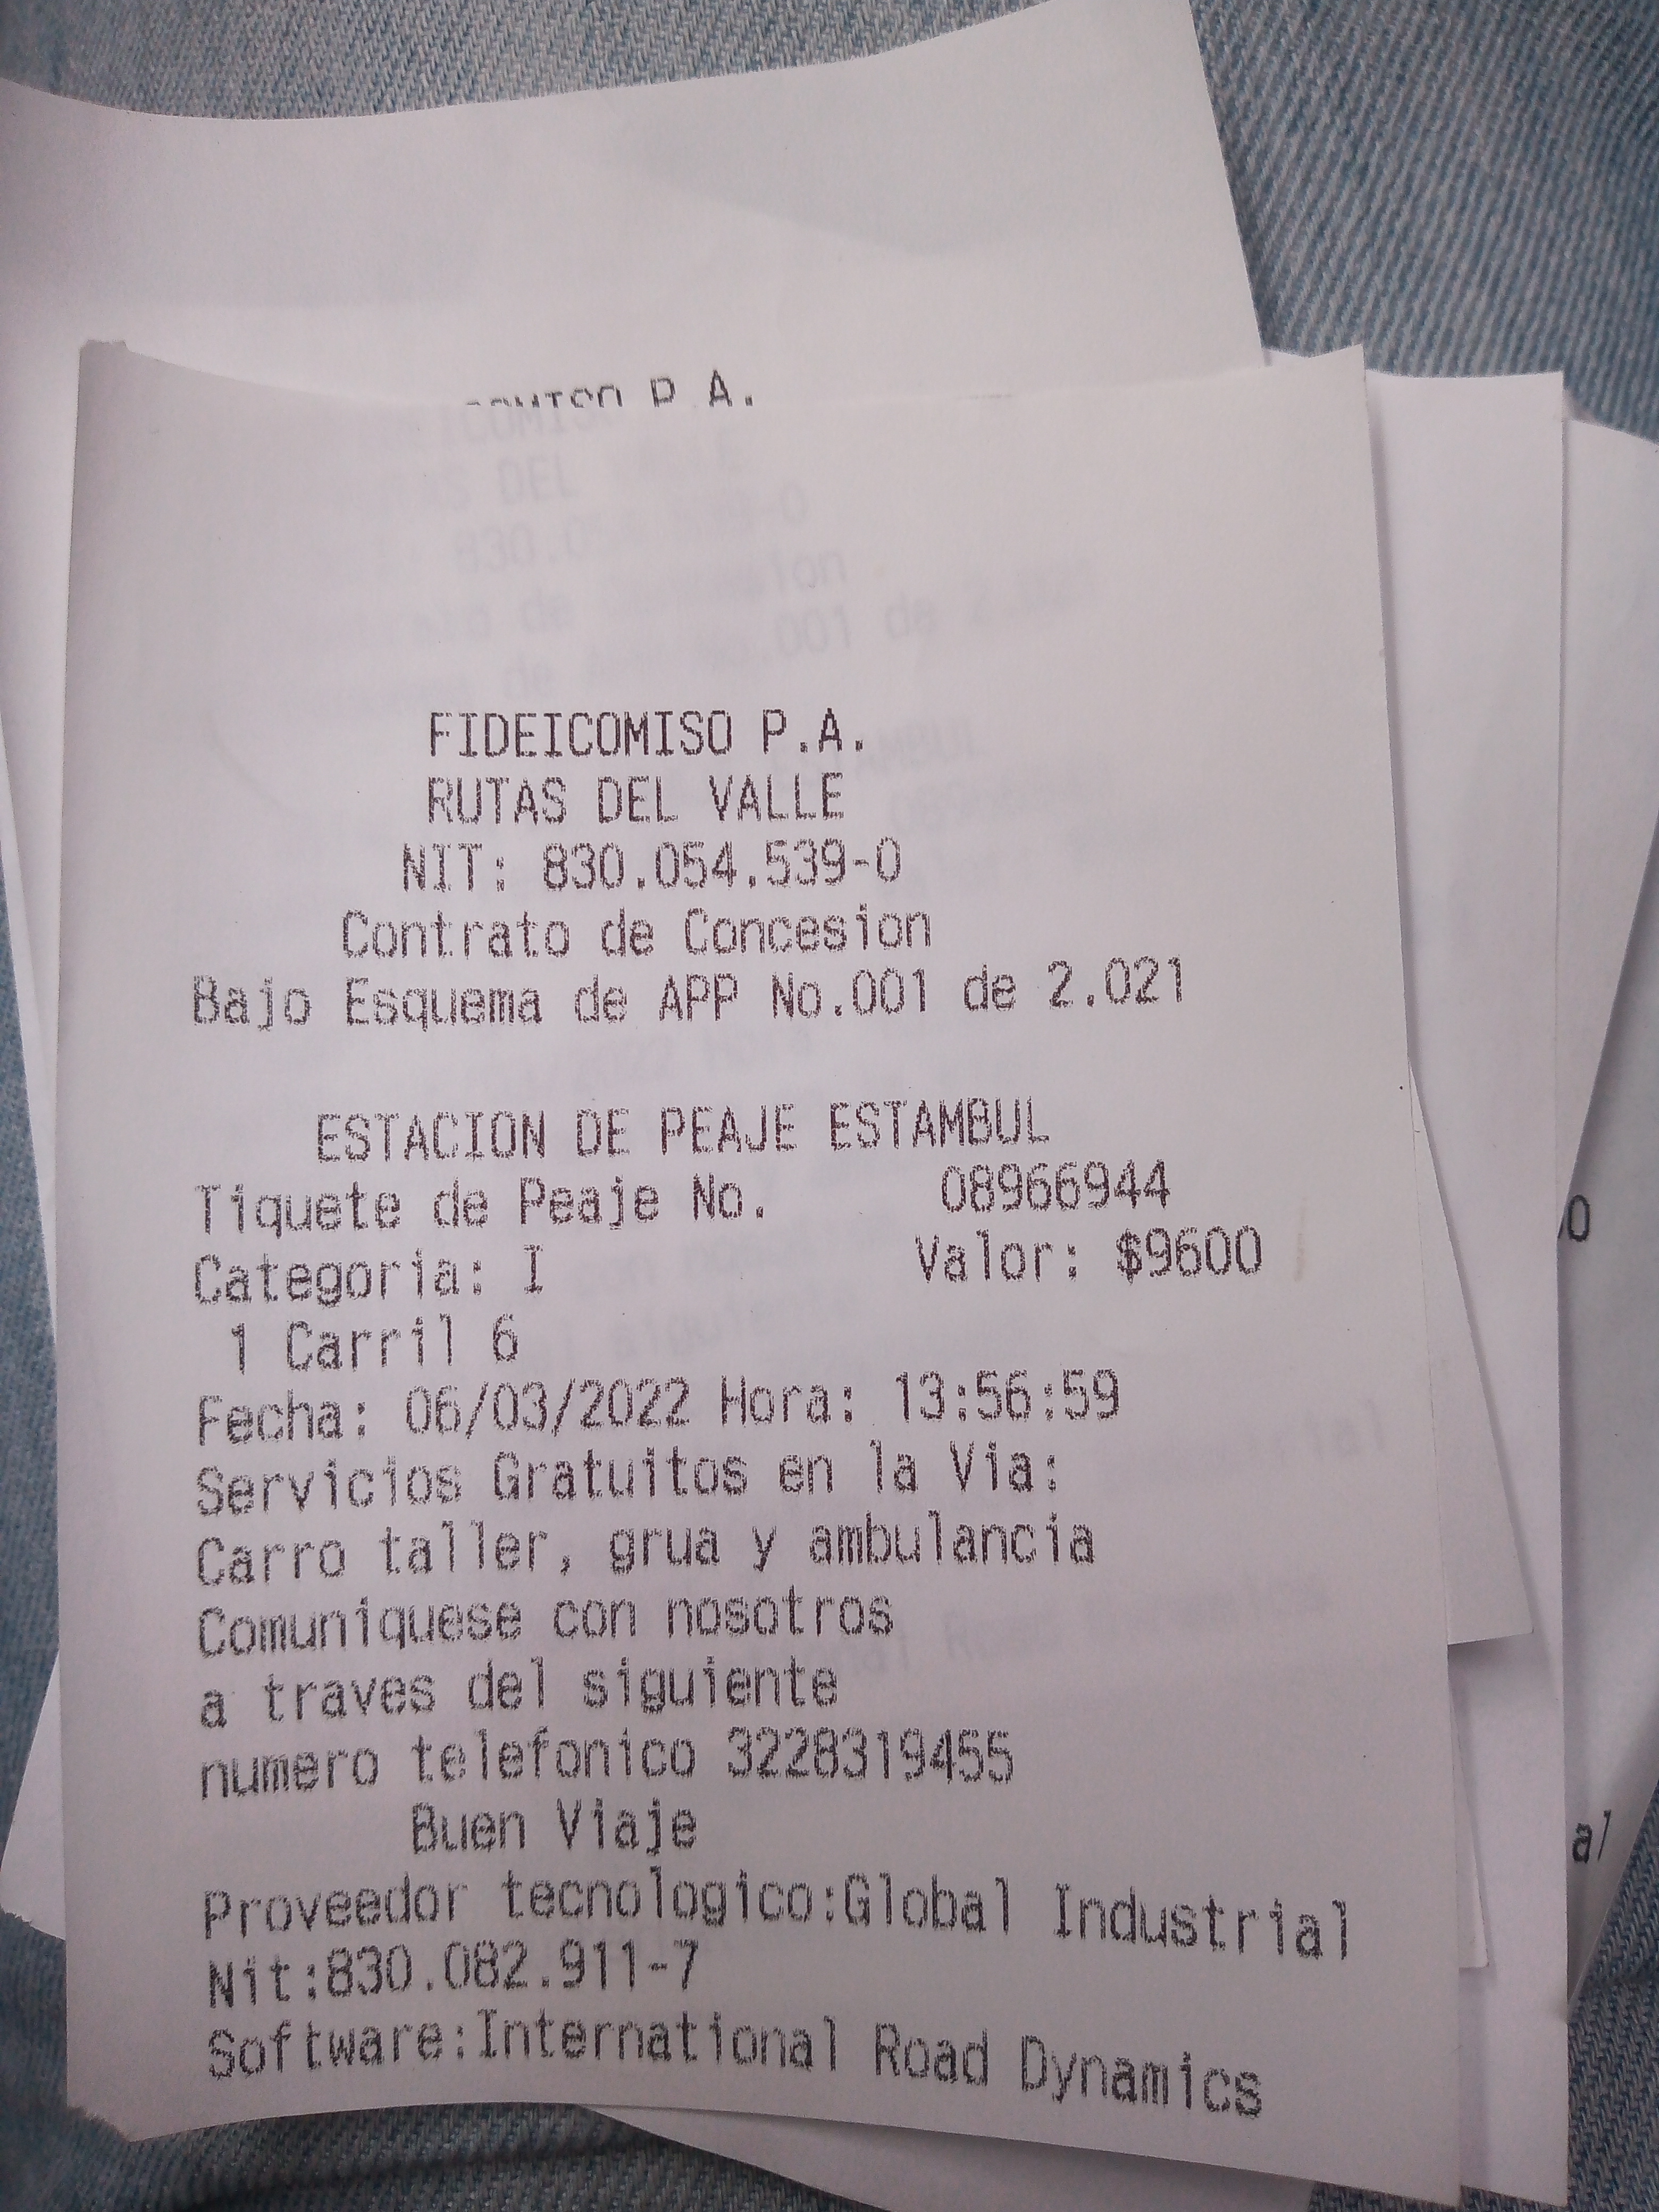 P.A.
FIDEICOMISO P.A.
RUTAS DEL VALLE
NIT: 830.054.539-0
Contrato de Concesion
Bajo Esquema de APP No.001 de 2.021
ESTACION DE PEAJE ESTAMBUL
Tiquete de Peaje No. 08966944
Categoria: I Valor: $9600
1 Carril 6
Fecha: 06/03/2022 Hora: 13:56:59
Servicios Gratuitos en la Via:
Carro taller, grua y ambulancia
Comuniquese con nosotros
a traves del siguiente
numero telefonico 3228319455
Buen Viaje
Proveedor tecnologico:Global Industrial
Nit:830.082.911-7
Software:International Road Dynamics